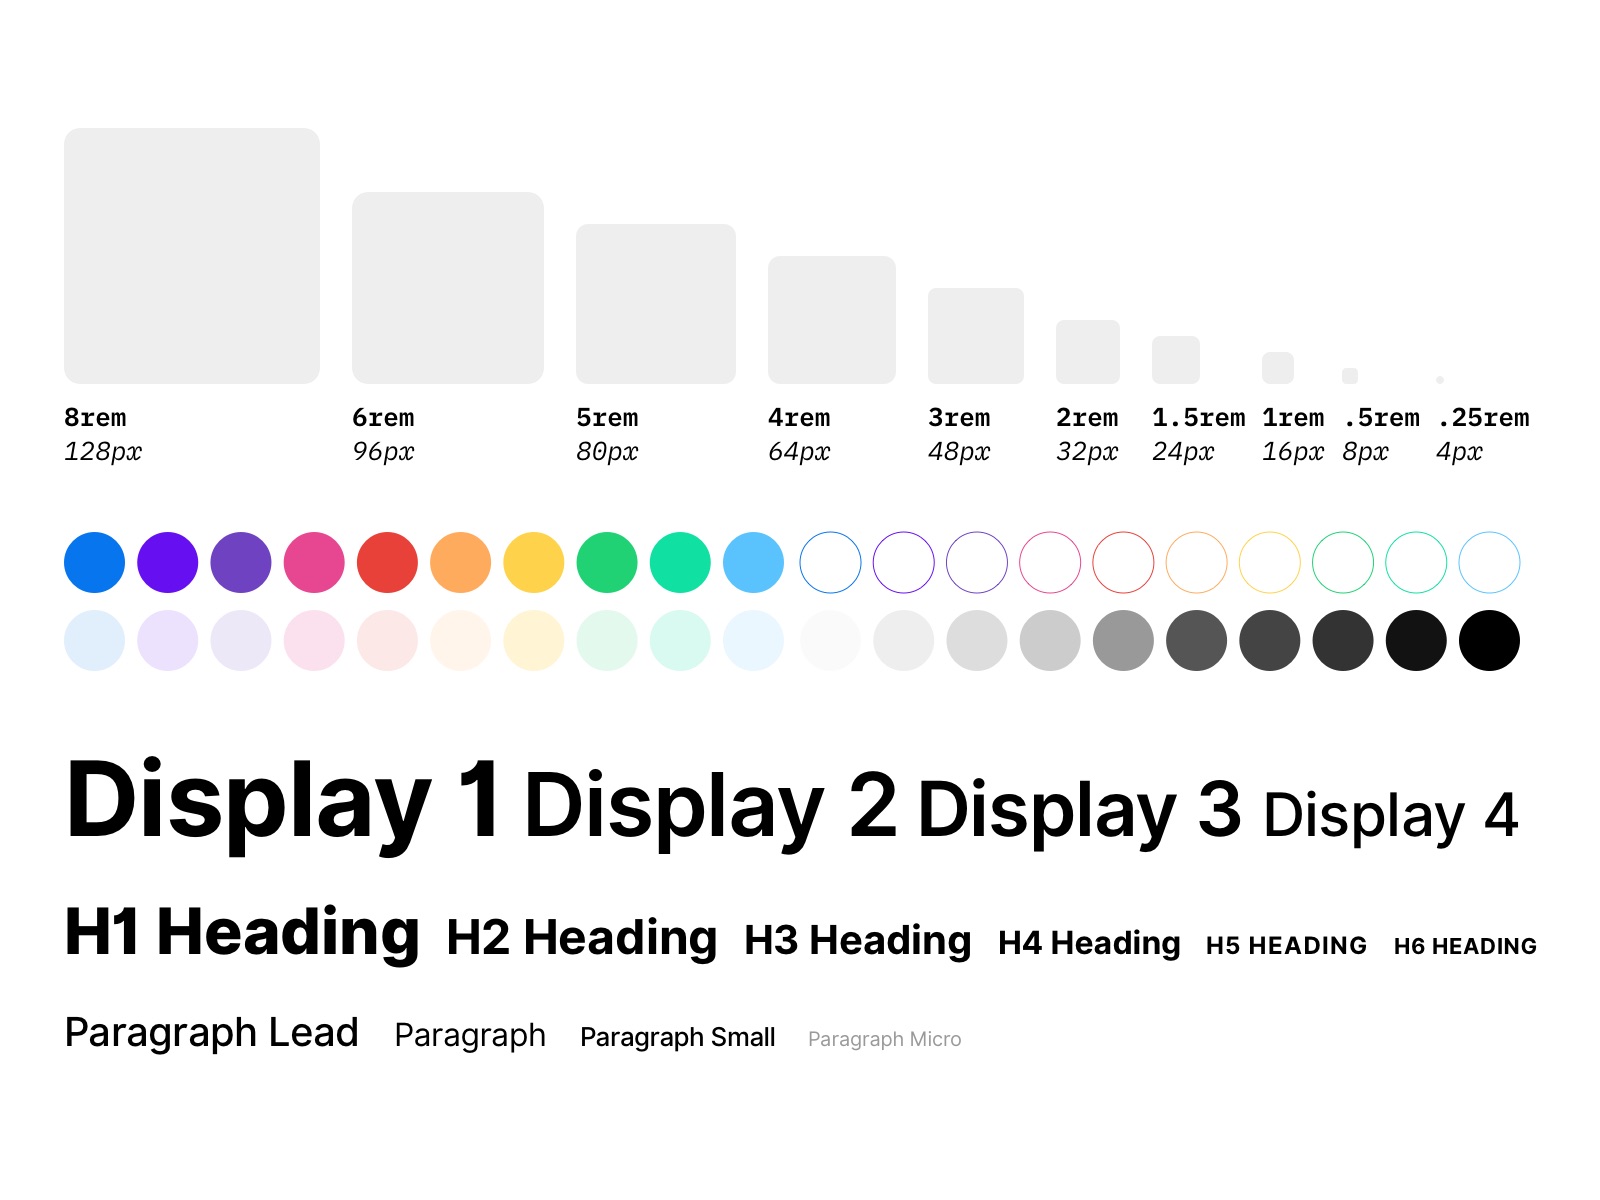 8rem 6rem 5rem 4rem 3rem 2rem 1.5rem 1rem .5rem .25rem
128px 96px 80px 64px 48px 32px 24px 16px 8px 4px
Display 1 Display 2 Display 3 Display 4
H1 Heading H2 Heading H3 Heading H4 Heading H5 HEADING H6 HEADING
Paragraph Lead Paragraph Paragraph Small Paragraph Micro